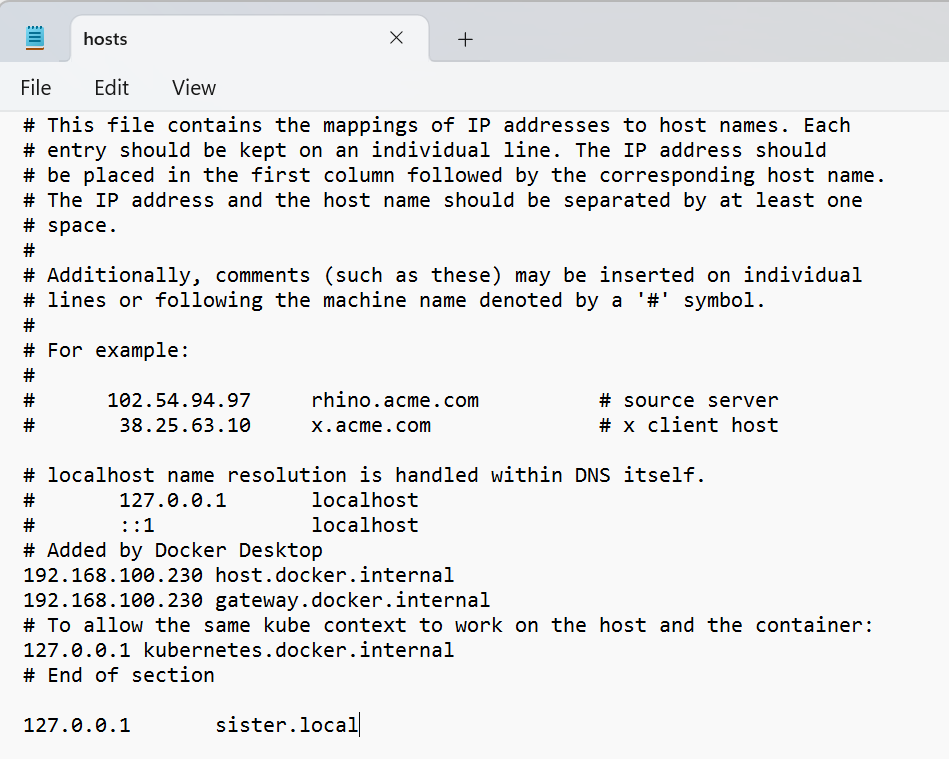 hosts
File Edit View
# This file contains the mappings of IP addresses to host names. Each
# entry should be kept on an individual line. The IP address should
# be placed in the first column followed by the corresponding host name.
# The IP address and the host name should be separated by at least one
# space.
#
# Additionally, comments (such as these) may be inserted on individual
# lines or following the machine name denoted by a '#' symbol.
#
# For example:
#
#      102.54.94.97     rhino.acme.com          # source server
#       38.25.63.10     x.acme.com              # x client host

# localhost name resolution is handled within DNS itself.
#       127.0.0.1       localhost
#       ::1             localhost
# Added by Docker Desktop
192.168.100.230 host.docker.internal
192.168.100.230 gateway.docker.internal
# To allow the same kube context to work on the host and the container:
127.0.0.1 kubernetes.docker.internal
# End of section

127.0.0.1       sister.local